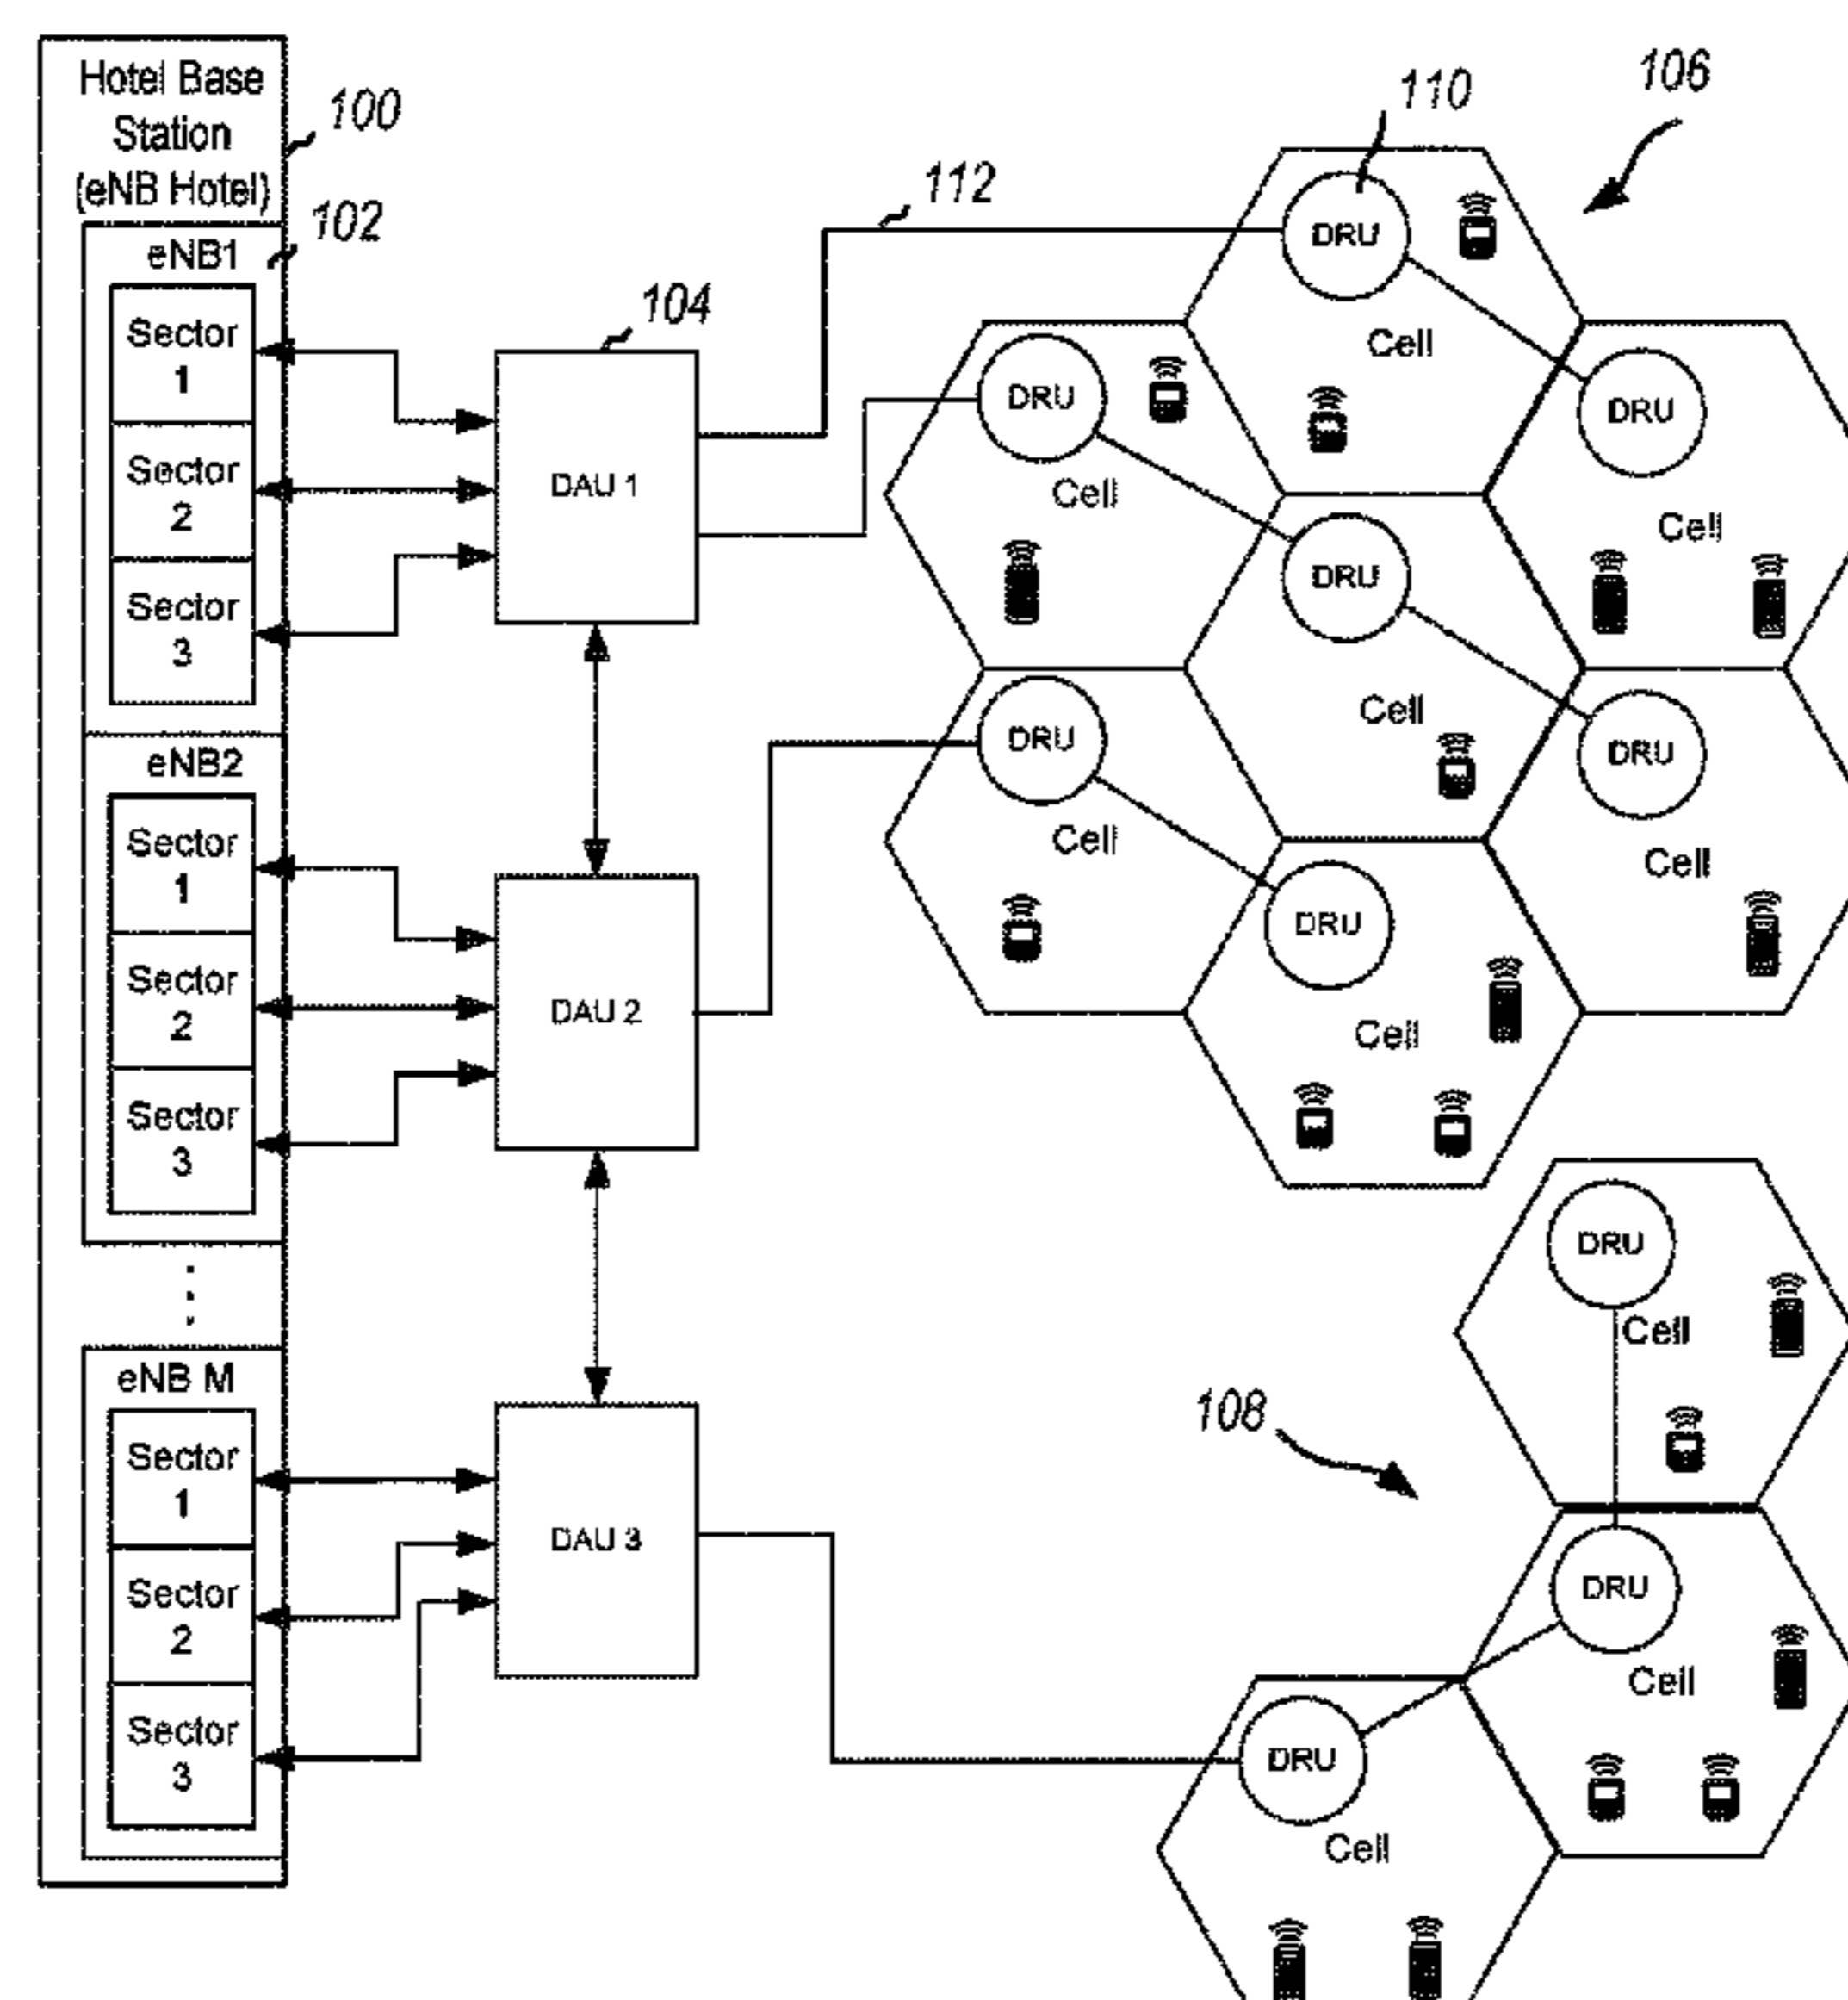 Hotel Base
Station
(eNB Hotel)
100
102
eNB1
Sector
1
Sector
2
Sector
3
eNB2
Sector
1
Sector
2
Sector
3
eNB M
Sector
1
Sector
2
Sector
3
104
DAU 1
DAU 2
DAU 3
112
110
106
DRU
Cell
DRU
Cell
DRU
Cell
DRU
Cell
DRU
Cell
DRU
Cell
DRU
Cell
108
DRU
Cell
DRU
Cell
DRU
Cell